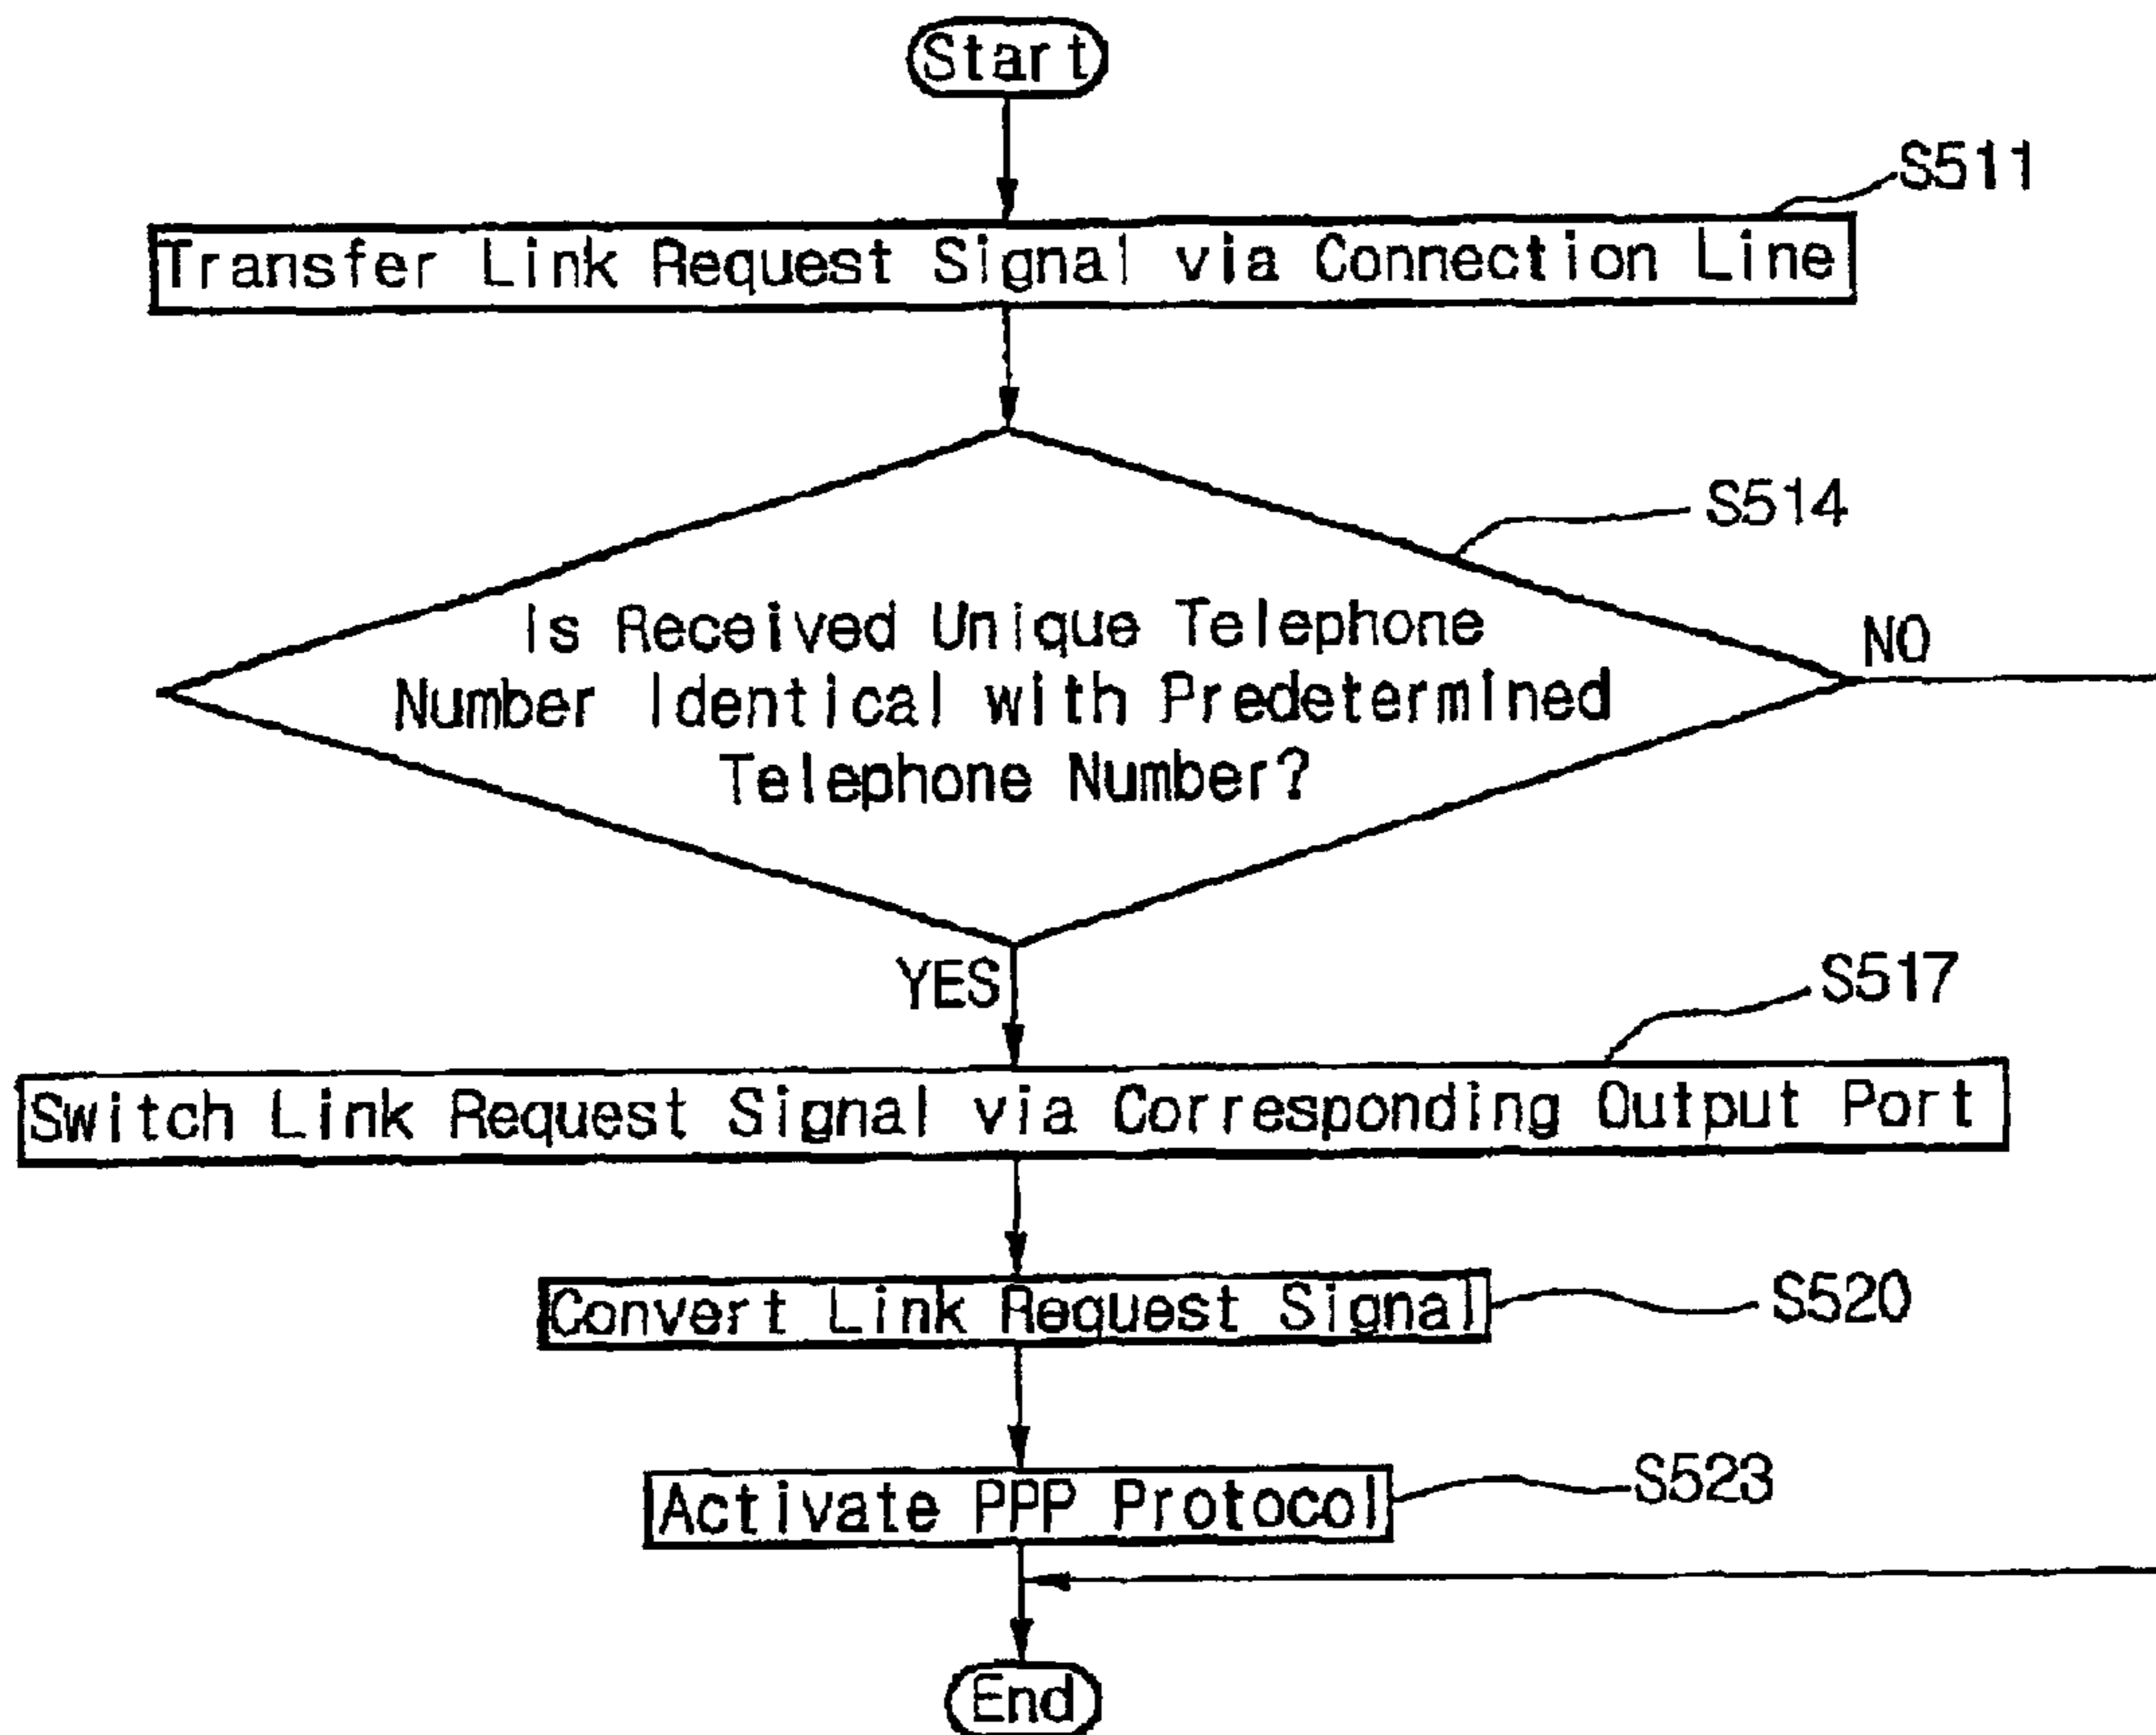 Start
S511
Transfer Link Request Signal via Connection Line
S514
Is Received Unique Telephone
Number Identical with Predetermined
Telephone Number?
NO
YES
S517
Switch Link Request Signal via Corresponding Output Port
Convert Link Request Signal
S520
Activate PPP Protocol
S523
End